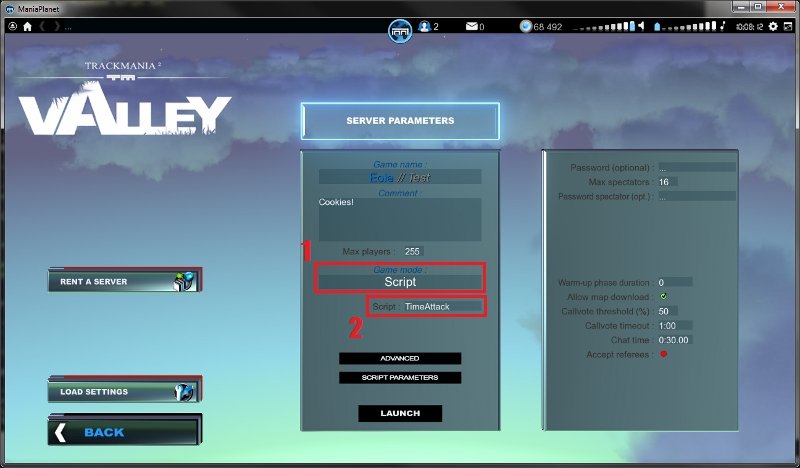 ManiaPlanet
...
2
0
68 492
10:08:12
TRACKMANIA ²
TM
VALLEY
SERVER PARAMETERS
Game name :
Eole // Test
Comment :
Cookies!
Max players : 255
1
Game mode :
Script
Script : TimeAttack
2
ADVANCED
SCRIPT PARAMETERS
LAUNCH
RENT A SERVER
LOAD SETTINGS
BACK
Password (optional) : ...
Max spectators : 16
Password spectator (opt.) : ...
Warm-up phase duration : 0
Allow map download :
Callvote threshold (%) : 50
Callvote timeout : 1:00
Chat time : 0:30.00
Accept referees :